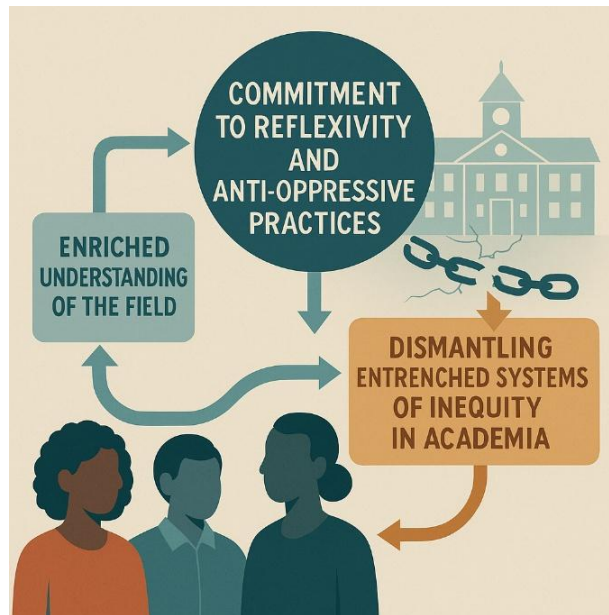 COMMITMENT
TO REFLEXIVITY
AND
ANTI-OPPRESSIVE
PRACTICES
ENRICHED
UNDERSTANDING
OF THE FIELD
DISMANTLING
ENTRENCHED SYSTEMS
OF INEQUITY
IN ACADEMIA